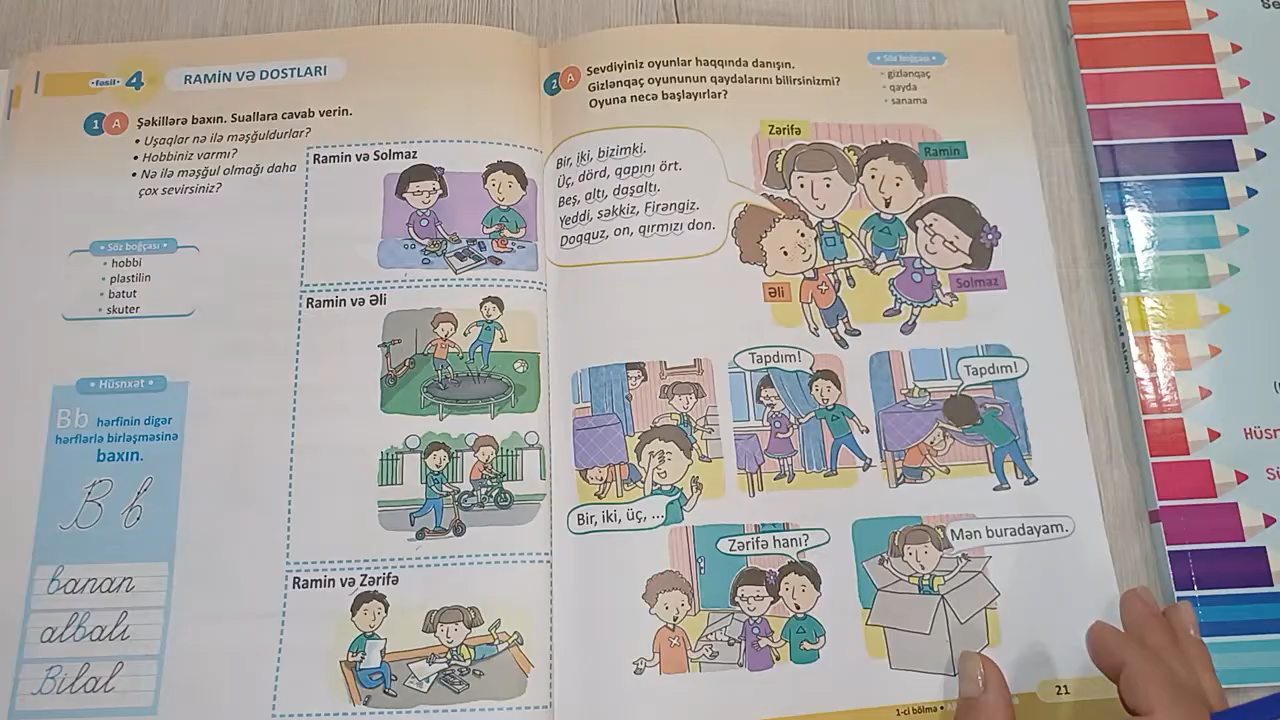 •fəsil• 4
RAMİN VƏ DOSTLARI
1 A Şəkillərə baxın. Suallara cavab verin.
• Uşaqlar nə ilə məşğuldurlar?
• Hobbiniz varmı?
• Nə ilə məşğul olmağı daha
çox sevirsiniz?
• Söz boğçası •
• hobbi
• plastilin
• batut
• skuter
• Hüsnxət •
Bb hərfinin digər
hərflərlə birləşməsinə
baxın.
B b
banan
albalı
Bilal
Ramin və Solmaz
Ramin və Əli
Ramin və Zərifə
2 A Sevdiyiniz oyunlar haqqında danışın.
Gizlənqaç oyununun qaydalarını bilirsinizmi?
Oyuna necə başlayırlar?
• Söz boğçası •
• gizlənqaç
• qayda
• sanama
Bir, iki, bizimki.
Üç, dörd, qapını ört.
Beş, altı, daşaltı.
Yeddi, səkkiz, Firəngiz.
Doqquz, on, qırmızı don.
Zərifə
Ramin
Əli
Solmaz
Bir, iki, üç, ...
Tapdım!
Tapdım!
Zərifə hanı?
Mən buradayam.
1-ci bölmə •
21